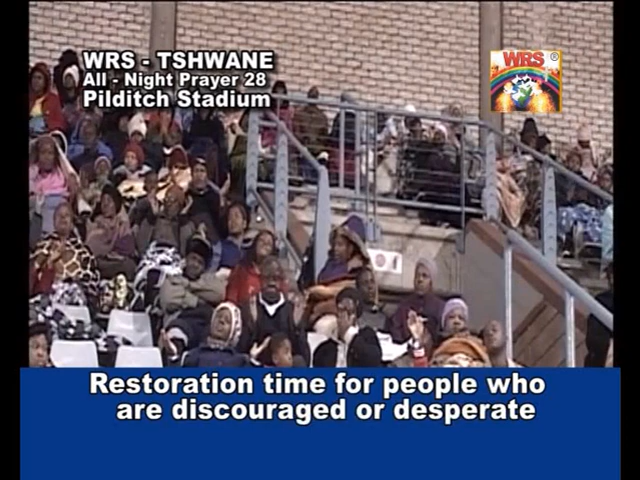 WRS - TSHWANE
All - Night Prayer 28
Pilditch Stadium
WRS
Restoration time for people who
are discouraged or desperate